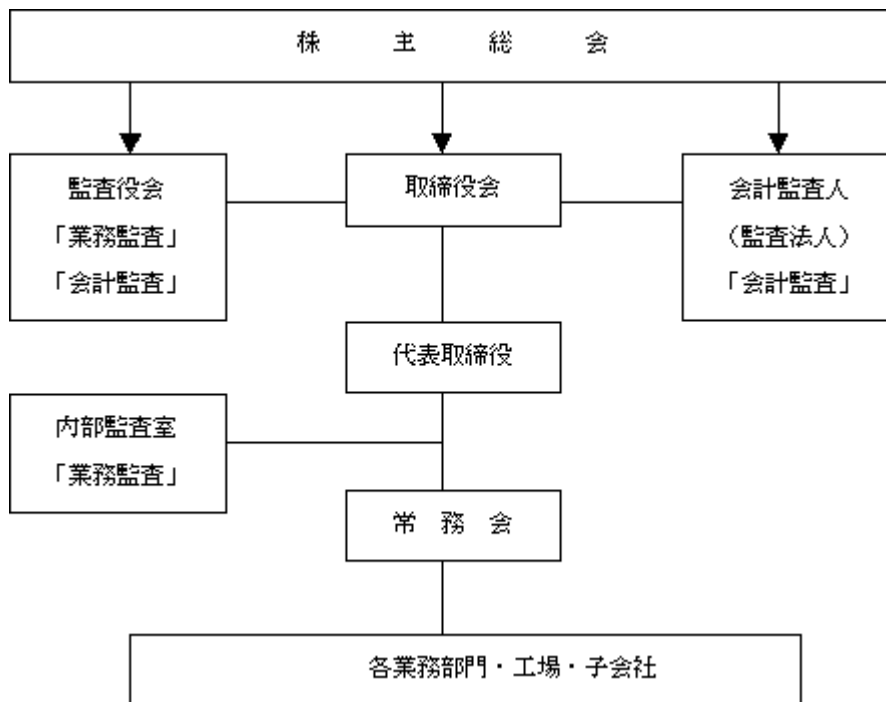 株主総会
監査役会
「業務監査」
「会計監査」
取締役会
会計監査人
（監査法人）
「会計監査」
代表取締役
内部監査室
「業務監査」
常務会
各業務部門・工場・子会社